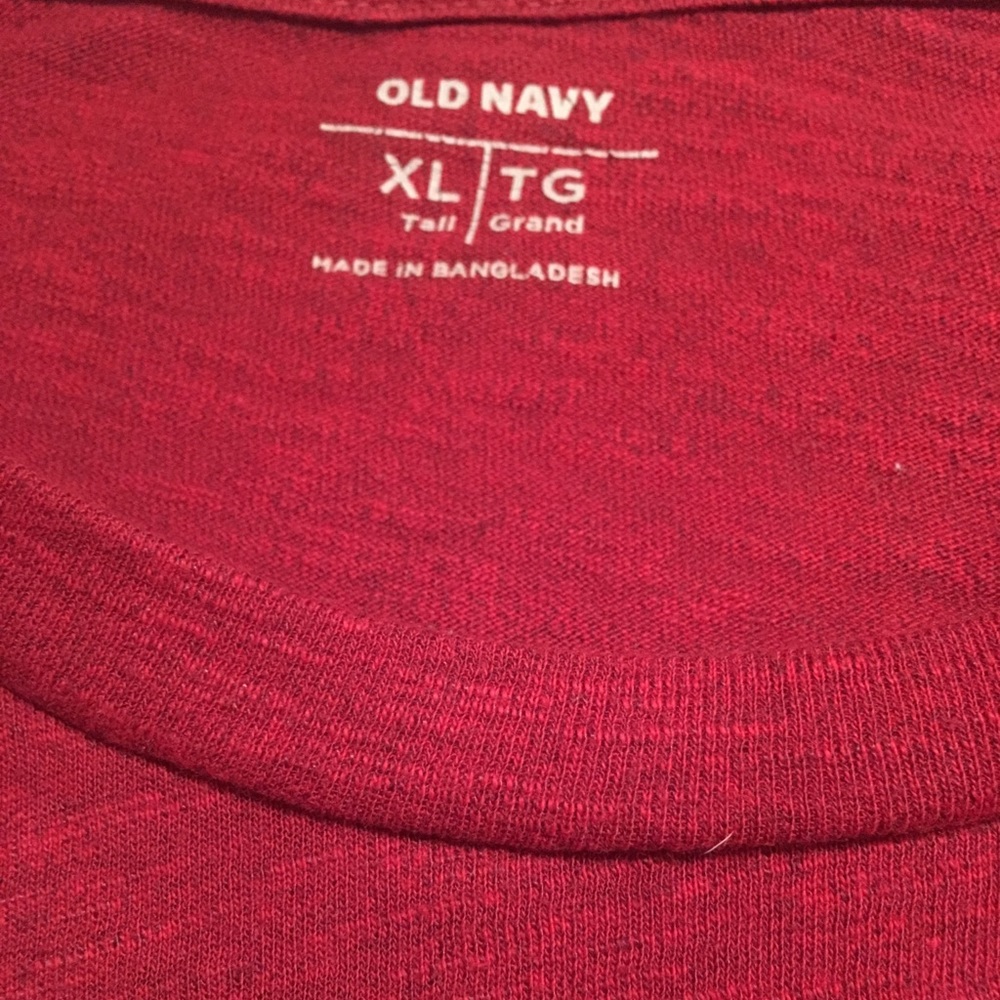 OLD NAVY
XL TG
Tall Grand
MADE IN BANGLADESH